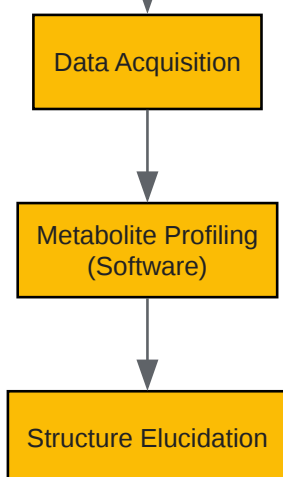 Data Acquisition
Metabolite Profiling
(Software)
Structure Elucidation